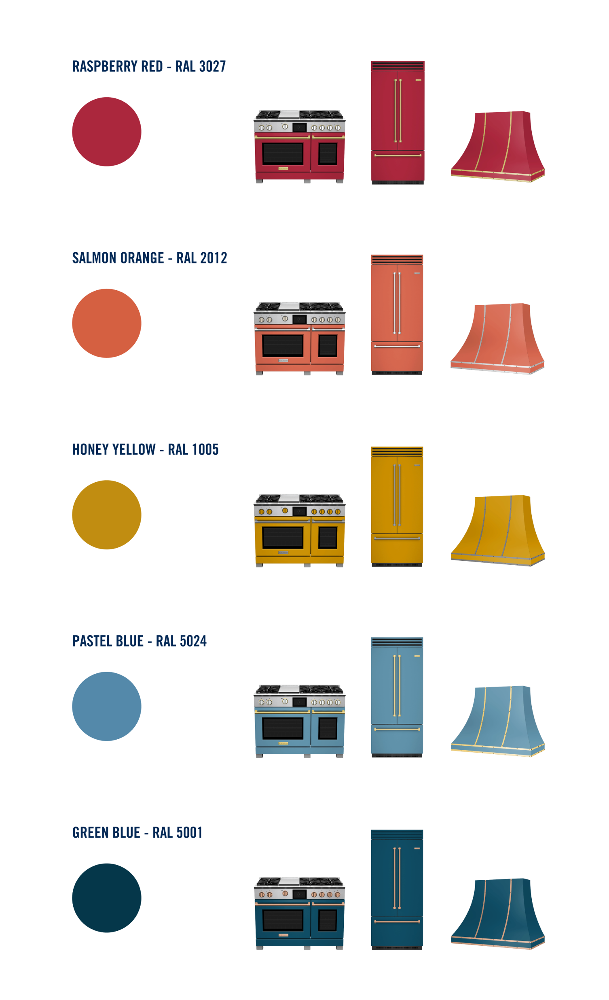 RASPBERRY RED - RAL 3027
SALMON ORANGE - RAL 2012
HONEY YELLOW - RAL 1005
PASTEL BLUE - RAL 5024
GREEN BLUE - RAL 5001